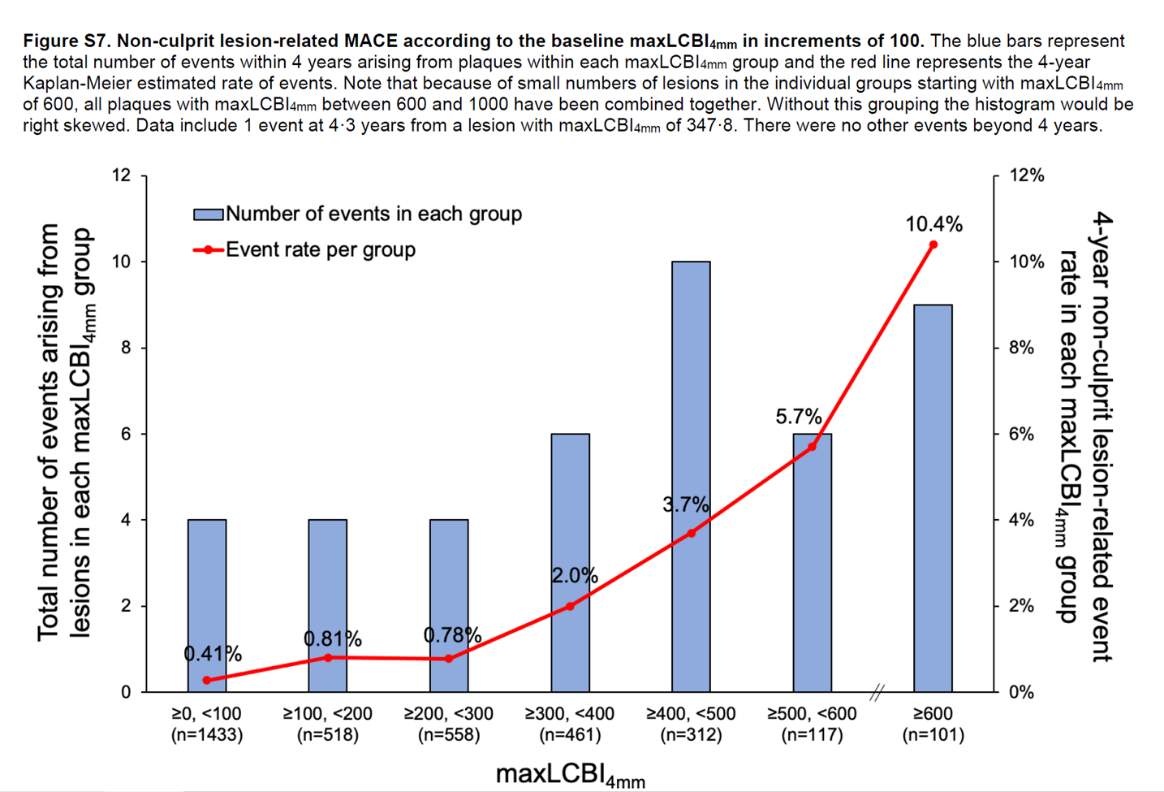 Figure S7. Non-culprit lesion-related MACE according to the baseline maxLCBI4mm in increments of 100. The blue bars represent
the total number of events within 4 years arising from plaques within each maxLCBI4mm group and the red line represents the 4-year
Kaplan-Meier estimated rate of events. Note that because of small numbers of lesions in the individual groups starting with maxLCBI4mm
of 600, all plaques with maxLCBI4mm between 600 and 1000 have been combined together. Without this grouping the histogram would be
right skewed. Data include 1 event at 4·3 years from a lesion with maxLCBI4mm of 347·8. There were no other events beyond 4 years.
Total number of events arising from
lesions in each maxLCBI4mm group
12
10
8
6
4
2
0
Number of events in each group
Event rate per group
0.41%
0.81%
0.78%
2.0%
3.7%
5.7%
10.4%
12%
10%
8%
6%
4%
2%
0%
4-year non-culprit lesion-related event
rate in each maxLCBI4mm group
≥0, <100
(n=1433)
≥100, <200
(n=518)
≥200, <300
(n=558)
≥300, <400
(n=461)
≥400, <500
(n=312)
≥500, <600
(n=117)
//
≥600
(n=101)
maxLCBI4mm